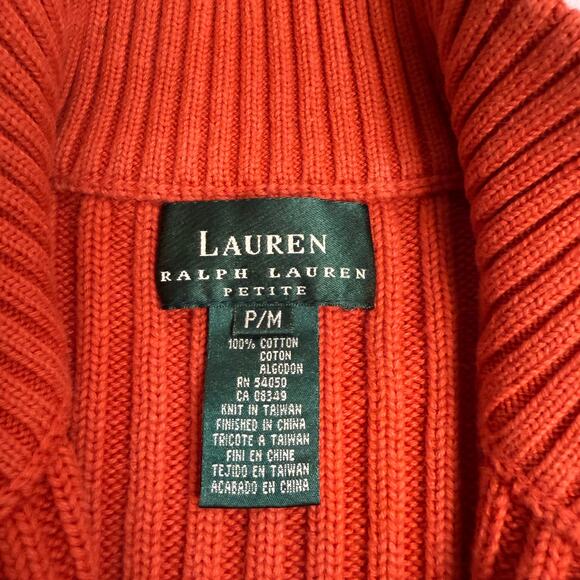 LAUREN
RALPH LAUREN
PETITE
P/M
100% COTTON
COTON
ALGODON
RN 54050
CA 08349
KNIT IN TAIWAN
FINISHED IN CHINA
TRICOTE A TAIWAN
FINI EN CHINE
TEJIDO EN TAIWAN
ACABADO EN CHINA